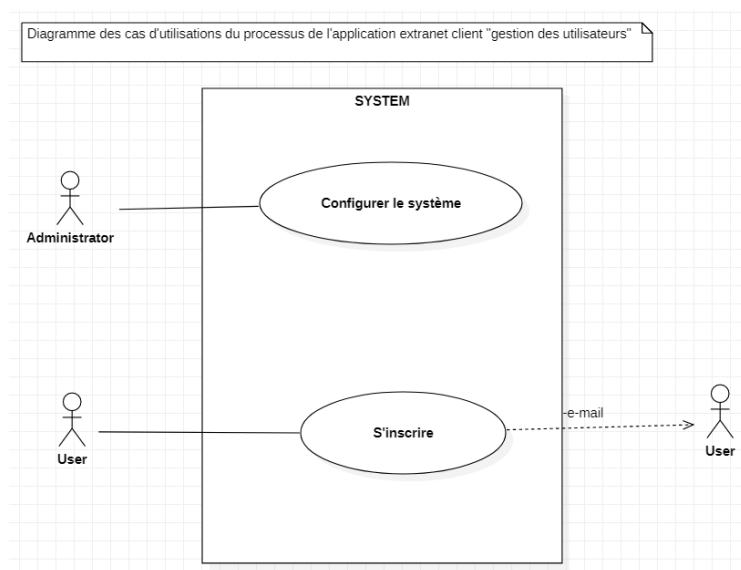 Diagramme des cas d'utilisations du processus de l'application extranet client "gestion des utilisateurs"
SYSTEM
Configurer le système
Administrator
S'inscrire
-e-mail
User
User